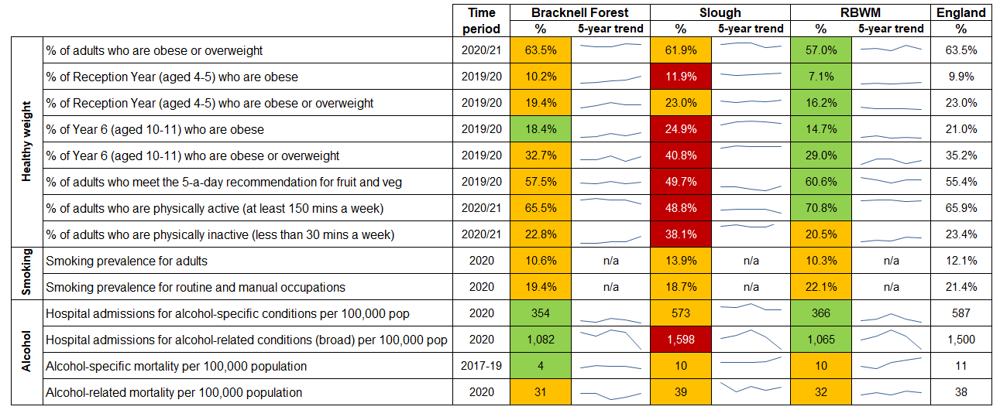 Time Bracknell Forest Slough RBWM England
period % 5-year trend % 5-year trend % 5-year trend %
Healthy weight
% of adults who are obese or overweight 2020/21 63.5% 61.9% 57.0% 63.5%
% of Reception Year (aged 4-5) who are obese 2019/20 10.2% 11.9% 7.1% 9.9%
% of Reception Year (aged 4-5) who are obese or overweight 2019/20 19.4% 23.0% 16.2% 23.0%
% of Year 6 (aged 10-11) who are obese 2019/20 18.4% 24.9% 14.7% 21.0%
% of Year 6 (aged 10-11) who are obese or overweight 2019/20 32.7% 40.8% 29.0% 35.2%
% of adults who meet the 5-a-day recommendation for fruit and veg 2019/20 57.5% 49.7% 60.6% 55.4%
% of adults who are physically active (at least 150 mins a week) 2020/21 65.5% 48.8% 70.8% 65.9%
% of adults who are physically inactive (less than 30 mins a week) 2020/21 22.8% 38.1% 20.5% 23.4%
Smoking
Smoking prevalence for adults 2020 10.6% n/a 13.9% n/a 10.3% n/a 12.1%
Smoking prevalence for routine and manual occupations 2020 19.4% n/a 18.7% n/a 22.1% n/a 21.4%
Alcohol
Hospital admissions for alcohol-specific conditions per 100,000 pop 2020 354 573 366 587
Hospital admissions for alcohol-related conditions (broad) per 100,000 pop 2020 1,082 1,598 1,065 1,500
Alcohol-specific mortality per 100,000 population 2017-19 4 10 10 11
Alcohol-related mortality per 100,000 population 2020 31 39 32 38